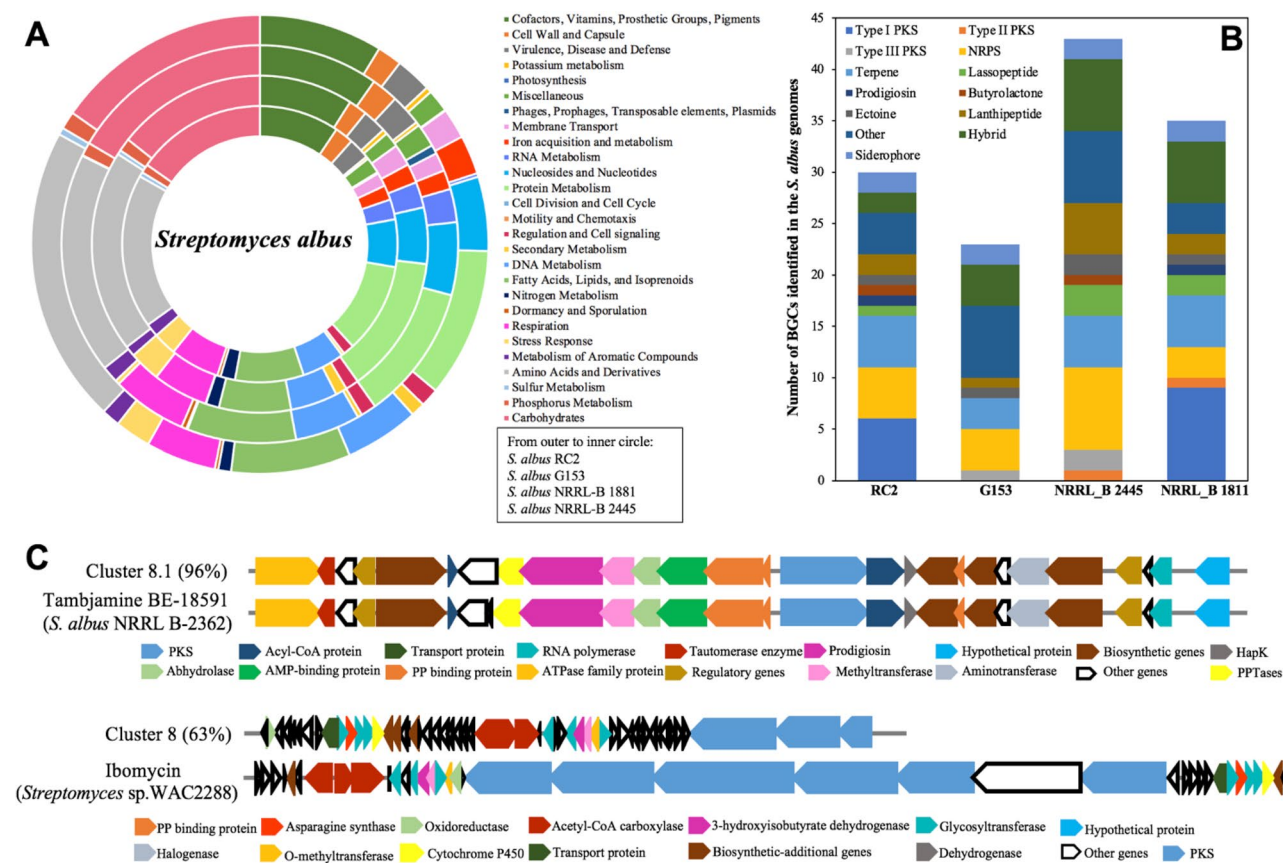 A
Streptomyces albus
Cofactors, Vitamins, Prosthetic Groups, Pigments
Cell Wall and Capsule
Virulence, Disease and Defense
Potassium metabolism
Photosynthesis
Miscellaneous
Phages, Prophages, Transposable elements, Plasmids
Membrane Transport
Iron acquisition and metabolism
RNA Metabolism
Nucleosides and Nucleotides
Protein Metabolism
Cell Division and Cell Cycle
Motility and Chemotaxis
Regulation and Cell signaling
Secondary Metabolism
DNA Metabolism
Fatty Acids, Lipids, and Isoprenoids
Nitrogen Metabolism
Dormancy and Sporulation
Respiration
Stress Response
Metabolism of Aromatic Compounds
Amino Acids and Derivatives
Sulfur Metabolism
Phosphorus Metabolism
Carbohydrates
From outer to inner circle:
S. albus RC2
S. albus G153
S. albus NRRL-B 1881
S. albus NRRL-B 2445
B
Number of BGCs identified in the S. albus genomes
45
40
35
30
25
20
15
10
5
0
Type I PKS Type II PKS
Type III PKS NRPS
Terpene Lassopeptide
Prodigiosin Butyrolactone
Ectoine Lanthipeptide
Other Hybrid
Siderophore
RC2 G153 NRRL_B 2445 NRRL_B 1811
C
Cluster 8.1 (96%)
Tambjamine BE-18591
(S. albus NRRL B-2362)
PKS Acyl-CoA protein Transport protein RNA polymerase Tautomerase enzyme Prodigiosin Hypothetical protein Biosynthetic genes HapK
Abhydrolase AMP-binding protein PP binding protein ATPase family protein Regulatory genes Methyltransferase Aminotransferase Other genes PPTases
Cluster 8 (63%)
Ibomycin
(Streptomyces sp.WAC2288)
PP binding protein Asparagine synthase Oxidoreductase Acetyl-CoA carboxylase 3-hydroxyisobutyrate dehydrogenase Glycosyltransferase Hypothetical protein
Halogenase O-methyltransferase Cytochrome P450 Transport protein Biosynthetic-additional genes Dehydrogenase Other genes PKS